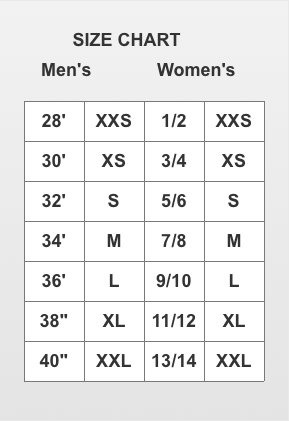 SIZE CHART
Men's Women's
28' XXS 1/2 XXS
30' XS 3/4 XS
32' S 5/6 S
34' M 7/8 M
36' L 9/10 L
38" XL 11/12 XL
40" XXL 13/14 XXL